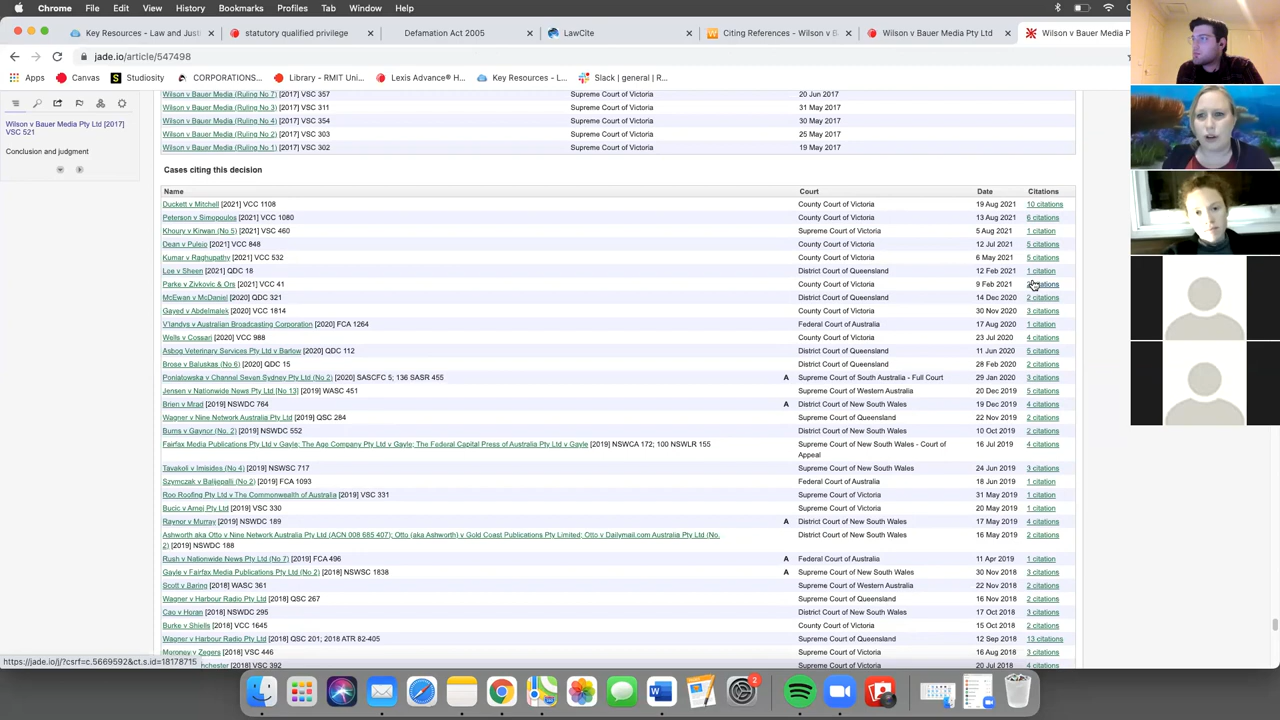 Chrome File Edit View History Bookmarks People Tab Window Help
Key Resources - Law and Justi
statutory qualified privilege
Defamation Act 2005
LawCite
Citing References - Wilson v B
Wilson v Bauer Media Pty Ltd
Wilson v Bauer Media P
jade.io/article/547498
Apps Canvas Studiosity CORPORATIONS... Library - RMIT Uni... Lexis Advance® H... Key Resources - L... Slack | general | R...
Wilson v Bauer Media Pty Ltd [2017]
VSC 521
Conclusion and judgment
Wilson v Bauer Media (Ruling No 7) [2017] VSC 357 Supreme Court of Victoria 20 Jun 2017
Wilson v Bauer Media (Ruling No 3) [2017] VSC 311 Supreme Court of Victoria 31 May 2017
Wilson v Bauer Media (Ruling No 4) [2017] VSC 354 Supreme Court of Victoria 30 May 2017
Wilson v Bauer Media (Ruling No 2) [2017] VSC 303 Supreme Court of Victoria 25 May 2017
Wilson v Bauer Media (Ruling No 1) [2017] VSC 302 Supreme Court of Victoria 19 May 2017
Cases citing this decision
Name Court Date Citations
Duckett v Mitchell [2021] VCC 1108 County Court of Victoria 19 Aug 2021 10 citations
Peterson v Simopoulos [2021] VCC 1080 County Court of Victoria 13 Aug 2021 6 citations
Khoury v Kirwan (No 5) [2021] VSC 460 Supreme Court of Victoria 5 Aug 2021 1 citation
Dean v Puleio [2021] VCC 848 County Court of Victoria 12 Jul 2021 5 citations
Kumar v Raghupathy [2021] VCC 532 County Court of Victoria 6 May 2021 5 citations
Loe v Sheen [2021] QDC 18 District Court of Queensland 12 Feb 2021 1 citation
Parke v Zivkovic & Ors [2021] VCC 41 County Court of Victoria 9 Feb 2021
McEwan v McDaniel [2020] QDC 321 District Court of Queensland 14 Dec 2020 2 citations
Gayed v Abdelmalek [2020] VCC 1814 County Court of Victoria 30 Nov 2020 3 citations
V'landys v Australian Broadcasting Corporation [2020] FCA 1264 Federal Court of Australia 17 Aug 2020 1 citation
Wells v Cossari [2020] VCC 988 County Court of Victoria 23 Jul 2020 4 citations
Asbog Veterinary Services Pty Ltd v Barlow [2020] QDC 112 District Court of Queensland 11 Jun 2020 5 citations
Brose v Baluskas (No 6) [2020] QDC 15 District Court of Queensland 28 Feb 2020 2 citations
Poniatowska v Channel Seven Sydney Pty Ltd (No 2) [2020] SASCFC 5; 136 SASR 455 A Supreme Court of South Australia - Full Court 29 Jan 2020 3 citations
Jensen v Nationwide News Pty Ltd [No 13] [2019] WASC 451 Supreme Court of Western Australia 20 Dec 2019 5 citations
Brien v Mrad [2019] NSWDC 764 A District Court of New South Wales 19 Dec 2019 4 citations
Wagner v Nine Network Australia Pty Ltd [2019] QSC 284 Supreme Court of Queensland 22 Nov 2019 2 citations
Burns v Gaynor (No. 2) [2019] NSWDC 552 District Court of New South Wales 10 Oct 2019 2 citations
Fairfax Media Publications Pty Ltd v Gayle; The Age Company Pty Ltd v Gayle; The Federal Capital Press of Australia Pty Ltd v Gayle [2019] NSWCA 172; 100 NSWLR 155 Supreme Court of New South Wales - Court of 16 Jul 2019 4 citations
Appeal
Tavakoli v Imisides (No 4) [2019] NSWSC 717 Supreme Court of New South Wales 24 Jun 2019 3 citations
Szymczak v Balijepalli (No 2) [2019] FCA 1093 Federal Court of Australia 18 Jun 2019 1 citation
Roo Roofing Pty Ltd v The Commonwealth of Australia [2019] VSC 331 Supreme Court of Victoria 31 May 2019 1 citation
Bucic v Arnej Pty Ltd [2019] VSC 330 Supreme Court of Victoria 20 May 2019 1 citation
Raynor v Murray [2019] NSWDC 189 A District Court of New South Wales 17 May 2019 4 citations
Ashworth aka Otto v Nine Network Australia Pty Ltd (ACN 008 685 407); Otto (aka Ashworth) v Gold Coast Publications Pty Limited; Otto v Dailymail.com Australia Pty Ltd (No. District Court of New South Wales 16 May 2019 2 citations
2) [2019] NSWDC 188
Rush v Nationwide News Pty Ltd (No 7) [2019] FCA 496 A Federal Court of Australia 11 Apr 2019 1 citation
Gayle v Fairfax Media Publications Pty Ltd (No 2) [2018] NSWSC 1838 A Supreme Court of New South Wales 30 Nov 2018 3 citations
Scott v Baring [2018] WASC 361 Supreme Court of Western Australia 22 Nov 2018 2 citations
Wagner v Harbour Radio Pty Ltd [2018] QSC 267 Supreme Court of Queensland 16 Nov 2018 2 citations
Cao v Horan [2018] NSWDC 295 District Court of New South Wales 17 Oct 2018 3 citations
Burke v Shiells [2018] VCC 1645 County Court of Victoria 15 Oct 2018 2 citations
Wagner v Harbour Radio Pty Ltd [2018] QSC 201; 2018 ATR 82-405 Supreme Court of Queensland 12 Sep 2018 13 citations
Moroney v Zegers [2018] VSC 446 Supreme Court of Victoria 16 Aug 2018 3 citations
[2018] VSC 392 Supreme Court of Victoria 20 Jul 2018 4 citations
https://jade.io/j/?csrf=c.5669592&ct.s.id=18178715
2